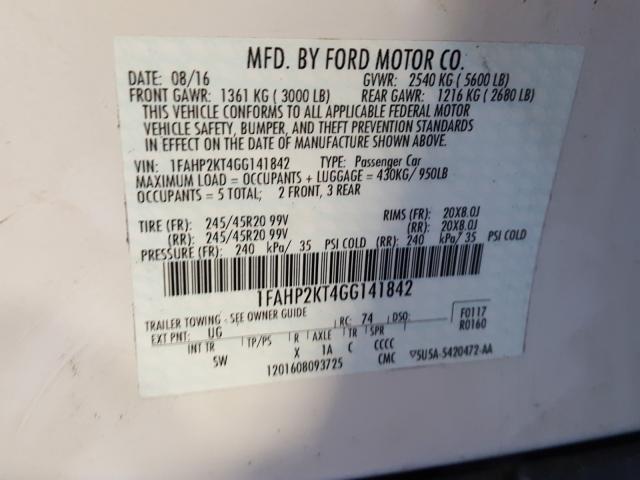 MFD. BY FORD MOTOR CO.
DATE: 08/16 GVWR: 2540 KG ( 5600 LB)
FRONT GAWR: 1361 KG ( 3000 LB) REAR GAWR: 1216 KG ( 2680 LB)
THIS VEHICLE CONFORMS TO ALL APPLICABLE FEDERAL MOTOR
VEHICLE SAFETY, BUMPER, AND THEFT PREVENTION STANDARDS
IN EFFECT ON THE DATE OF MANUFACTURE SHOWN ABOVE.
VIN: 1FAHP2KT4GG141842 TYPE: Passenger Car
MAXIMUM LOAD = OCCUPANTS + LUGGAGE = 430KG/ 950LB
OCCUPANTS = 5 TOTAL; 2 FRONT, 3 REAR
TIRE (FR): 245/45R20 99V RIMS (FR): 20X8.0J
(RR): 245/45R20 99V (RR): 20X8.0J
PRESSURE (FR): 240 kPa/ 35 PSI COLD (RR): 240 kPa/ 35 PSI COLD
1FAHP2KT4GG141842
TRAILER TOWING - SEE OWNER GUIDE RC: 74 DSO: F0117
EXT PNT: UG R0160
INT TR TP/PS R AXLE TR SPR
5W X 1A C CCCC
1201608093725 CMC 5U5A-5420472-AA